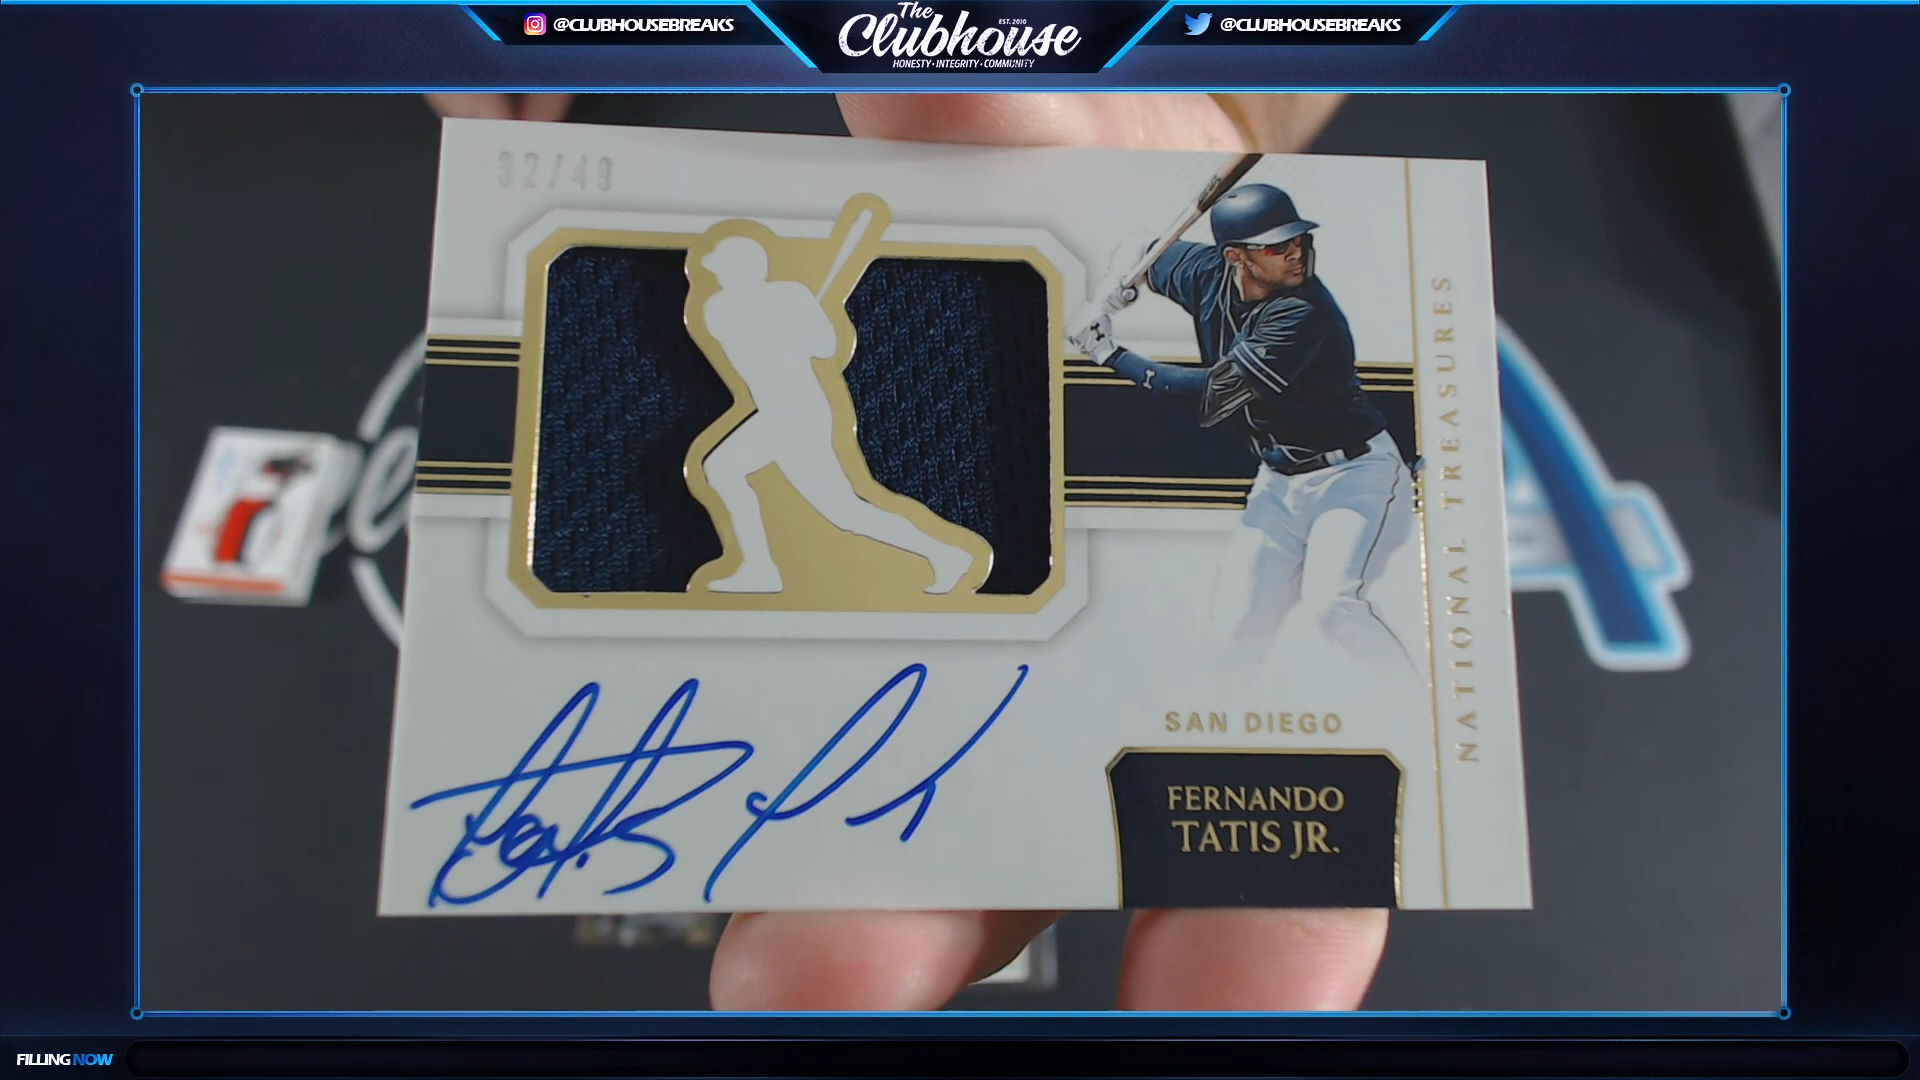 @CLUBHOUSEBREAKS
The
Clubhouse
EST. 2010
HONESTY • INTEGRITY • COMMUNITY
@CLUBHOUSEBREAKS
32/49
NATIONAL TREASURES
SAN DIEGO
FERNANDO
TATIS JR.
FILLING NOW